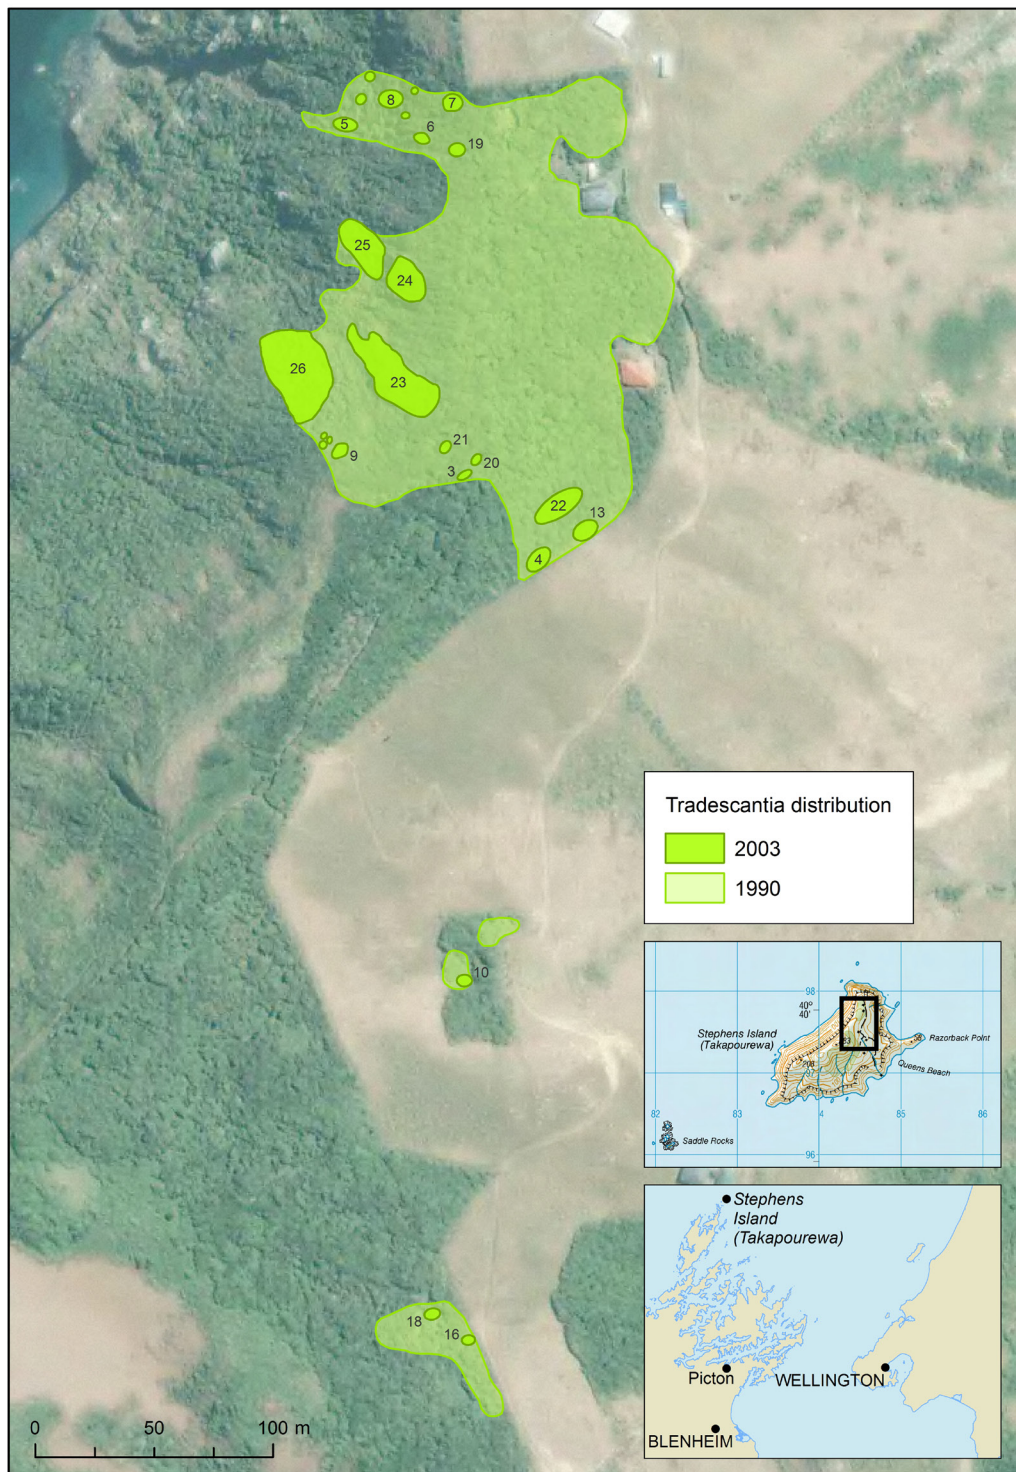 8
7
5
6
19
25
24
26
23
21
9
20
3
22
13
4
Tradescantia distribution
2003
1990
10
98
40°
40'
Stephens Island
(Takapourewa)
Razorback Point
Queens Beach
82
83
4
85
86
Saddle Rocks
96
Stephens
Island
(Takapourewa)
18
16
Picton
WELLINGTON
BLENHEIM
0
50
100 m